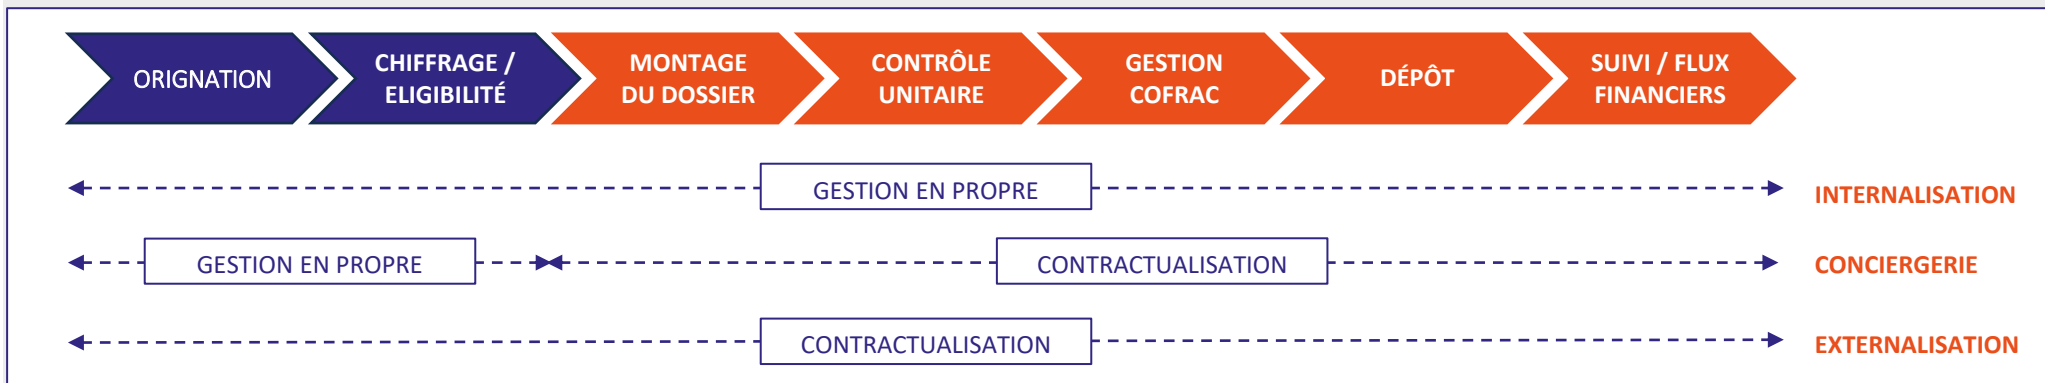 ORIGNATION
CHIFFRAGE /
ELIGIBILITÉ
MONTAGE
DU DOSSIER
CONTRÔLE
UNITAIRE
GESTION
COFRAC
DÉPÔT
SUIVI / FLUX
FINANCIERS
GESTION EN PROPRE
INTERNALISATION
GESTION EN PROPRE
CONTRACTUALISATION
CONCIERGERIE
CONTRACTUALISATION
EXTERNALISATION